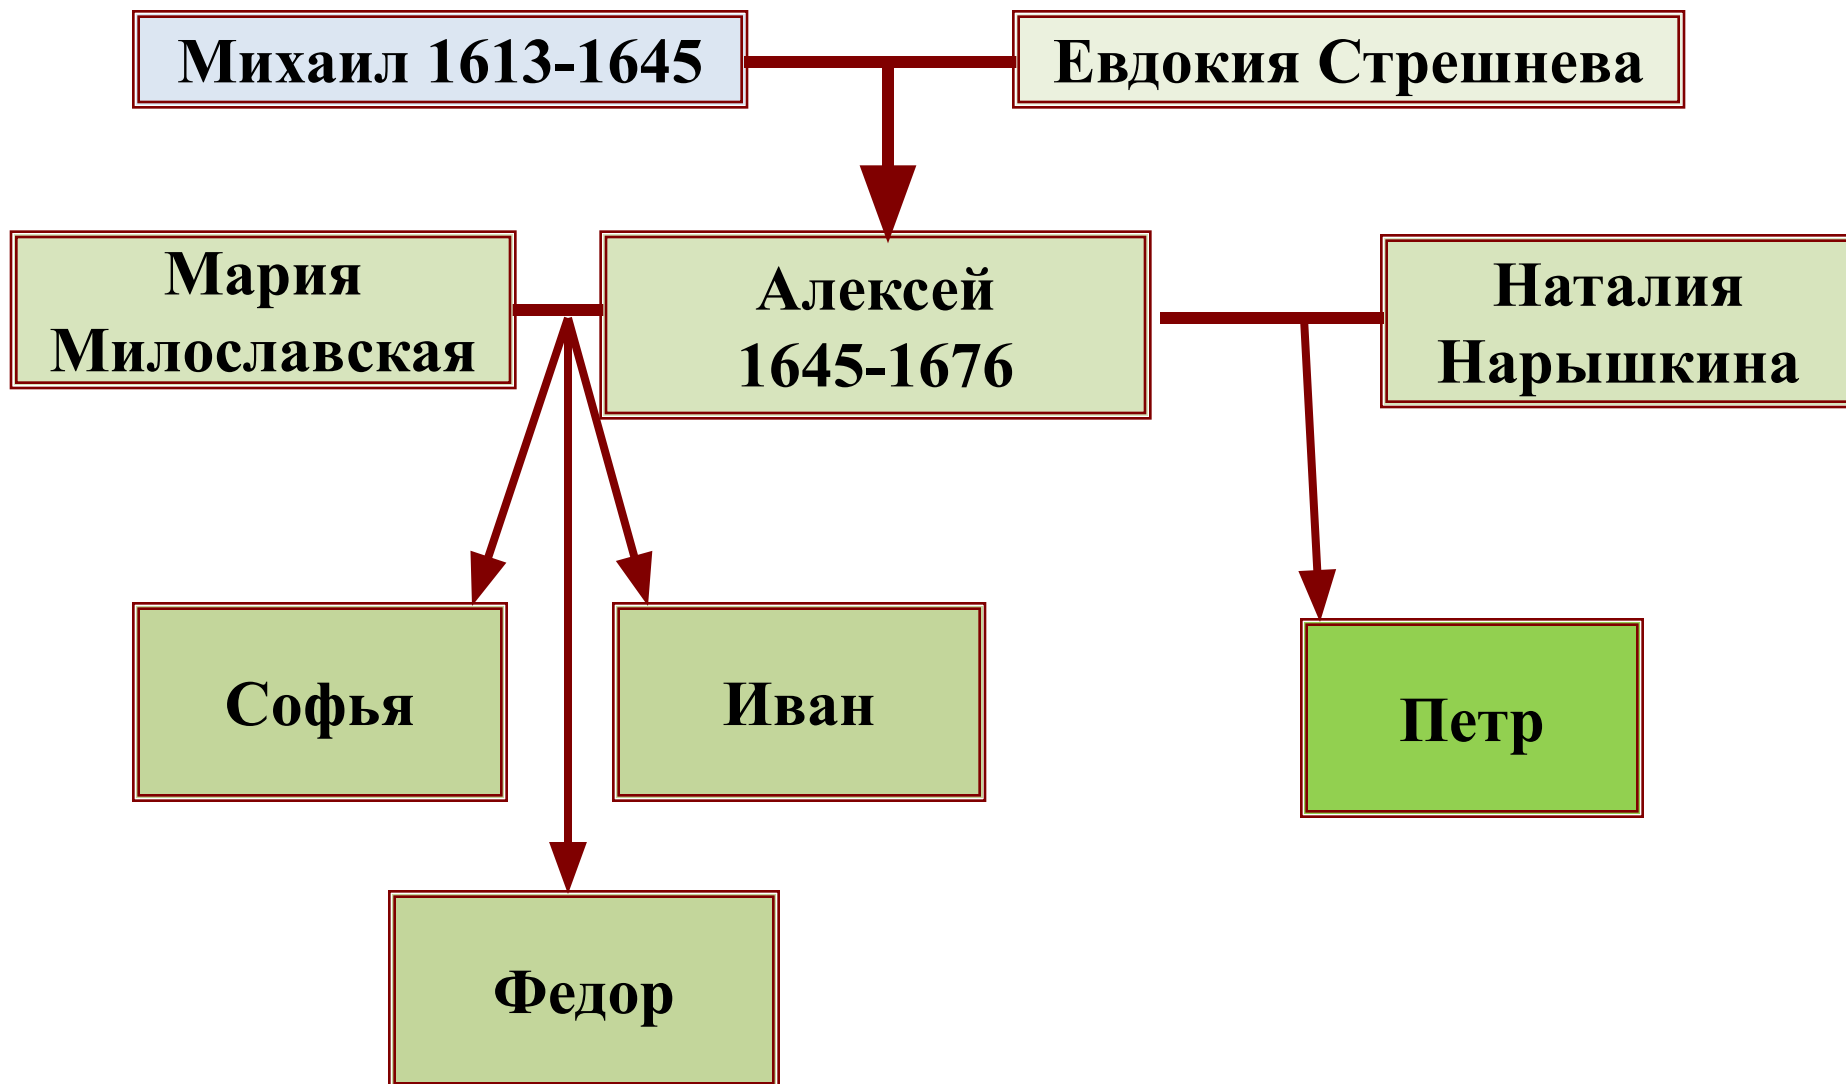 Михаил 1613-1645
Евдокия Стрешнева
Мария
Милославская
Алексей
1645-1676
Наталия
Нарышкина
Софья
Иван
Петр
Федор